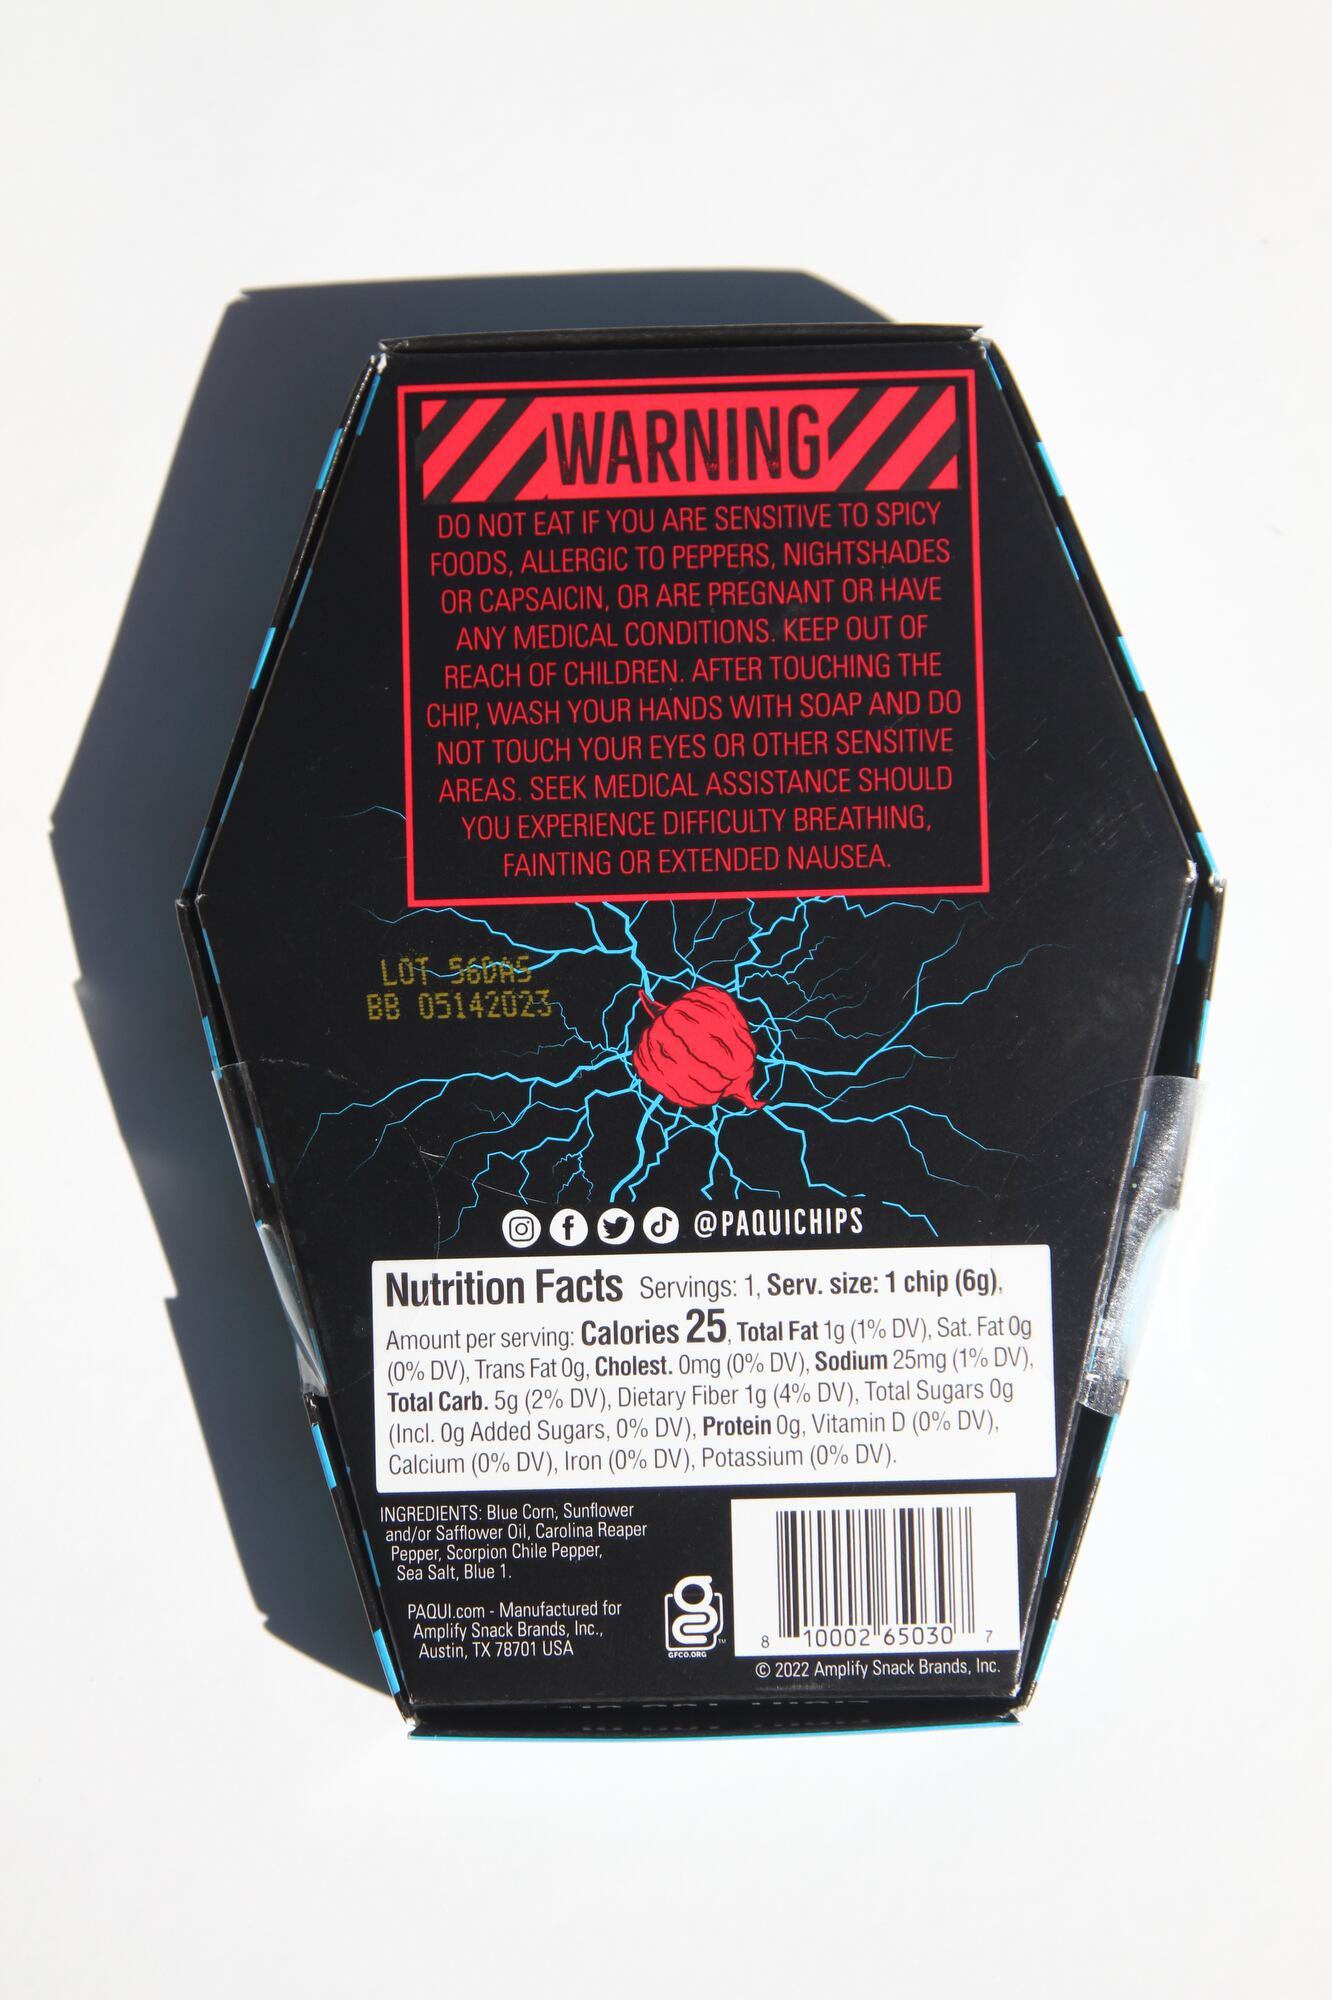 WARNING
DO NOT EAT IF YOU ARE SENSITIVE TO SPICY
FOODS, ALLERGIC TO PEPPERS, NIGHTSHADES
OR CAPSAICIN, OR ARE PREGNANT OR HAVE
ANY MEDICAL CONDITIONS. KEEP OUT OF
REACH OF CHILDREN. AFTER TOUCHING THE
CHIP, WASH YOUR HANDS WITH SOAP AND DO
NOT TOUCH YOUR EYES OR OTHER SENSITIVE
AREAS. SEEK MEDICAL ASSISTANCE SHOULD
YOU EXPERIENCE DIFFICULTY BREATHING,
FAINTING OR EXTENDED NAUSEA.
LOT 56DAS
BB 05142023
@PAQUICHIPS
Nutrition Facts Servings: 1, Serv. size: 1 chip (6g),
Amount per serving: Calories 25, Total Fat 1g (1% DV), Sat. Fat 0g
(0% DV), Trans Fat 0g, Cholest. 0mg (0% DV), Sodium 25mg (1% DV),
Total Carb. 5g (2% DV), Dietary Fiber 1g (4% DV), Total Sugars 0g
(Incl. 0g Added Sugars, 0% DV), Protein 0g, Vitamin D (0% DV),
Calcium (0% DV), Iron (0% DV), Potassium (0% DV).
INGREDIENTS: Blue Corn, Sunflower
and/or Safflower Oil, Carolina Reaper
Pepper, Scorpion Chile Pepper,
Sea Salt, Blue 1.
PAQUI.com - Manufactured for
Amplify Snack Brands, Inc.,
Austin, TX 78701 USA
TM
GFCO.ORG
8 10002 65030 7
© 2022 Amplify Snack Brands, Inc.